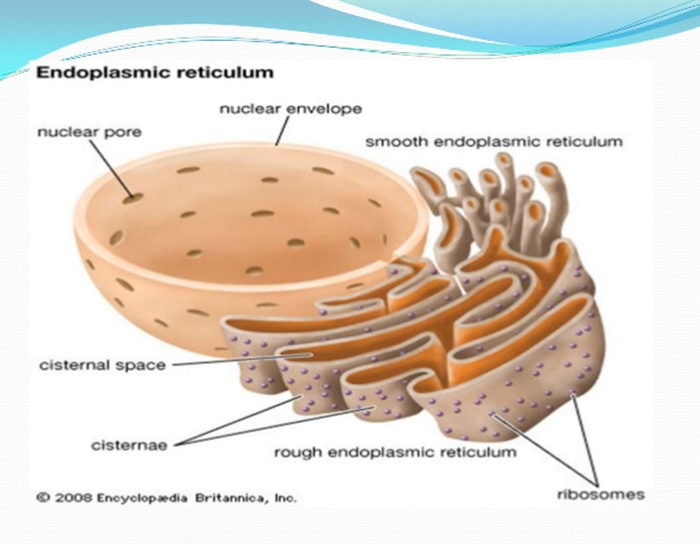 Endoplasmic reticulum
nuclear envelope
nuclear pore
smooth endoplasmic reticulum
cisternal space
cisternae
rough endoplasmic reticulum
ribosomes
© 2008 Encyclopædia Britannica, Inc.